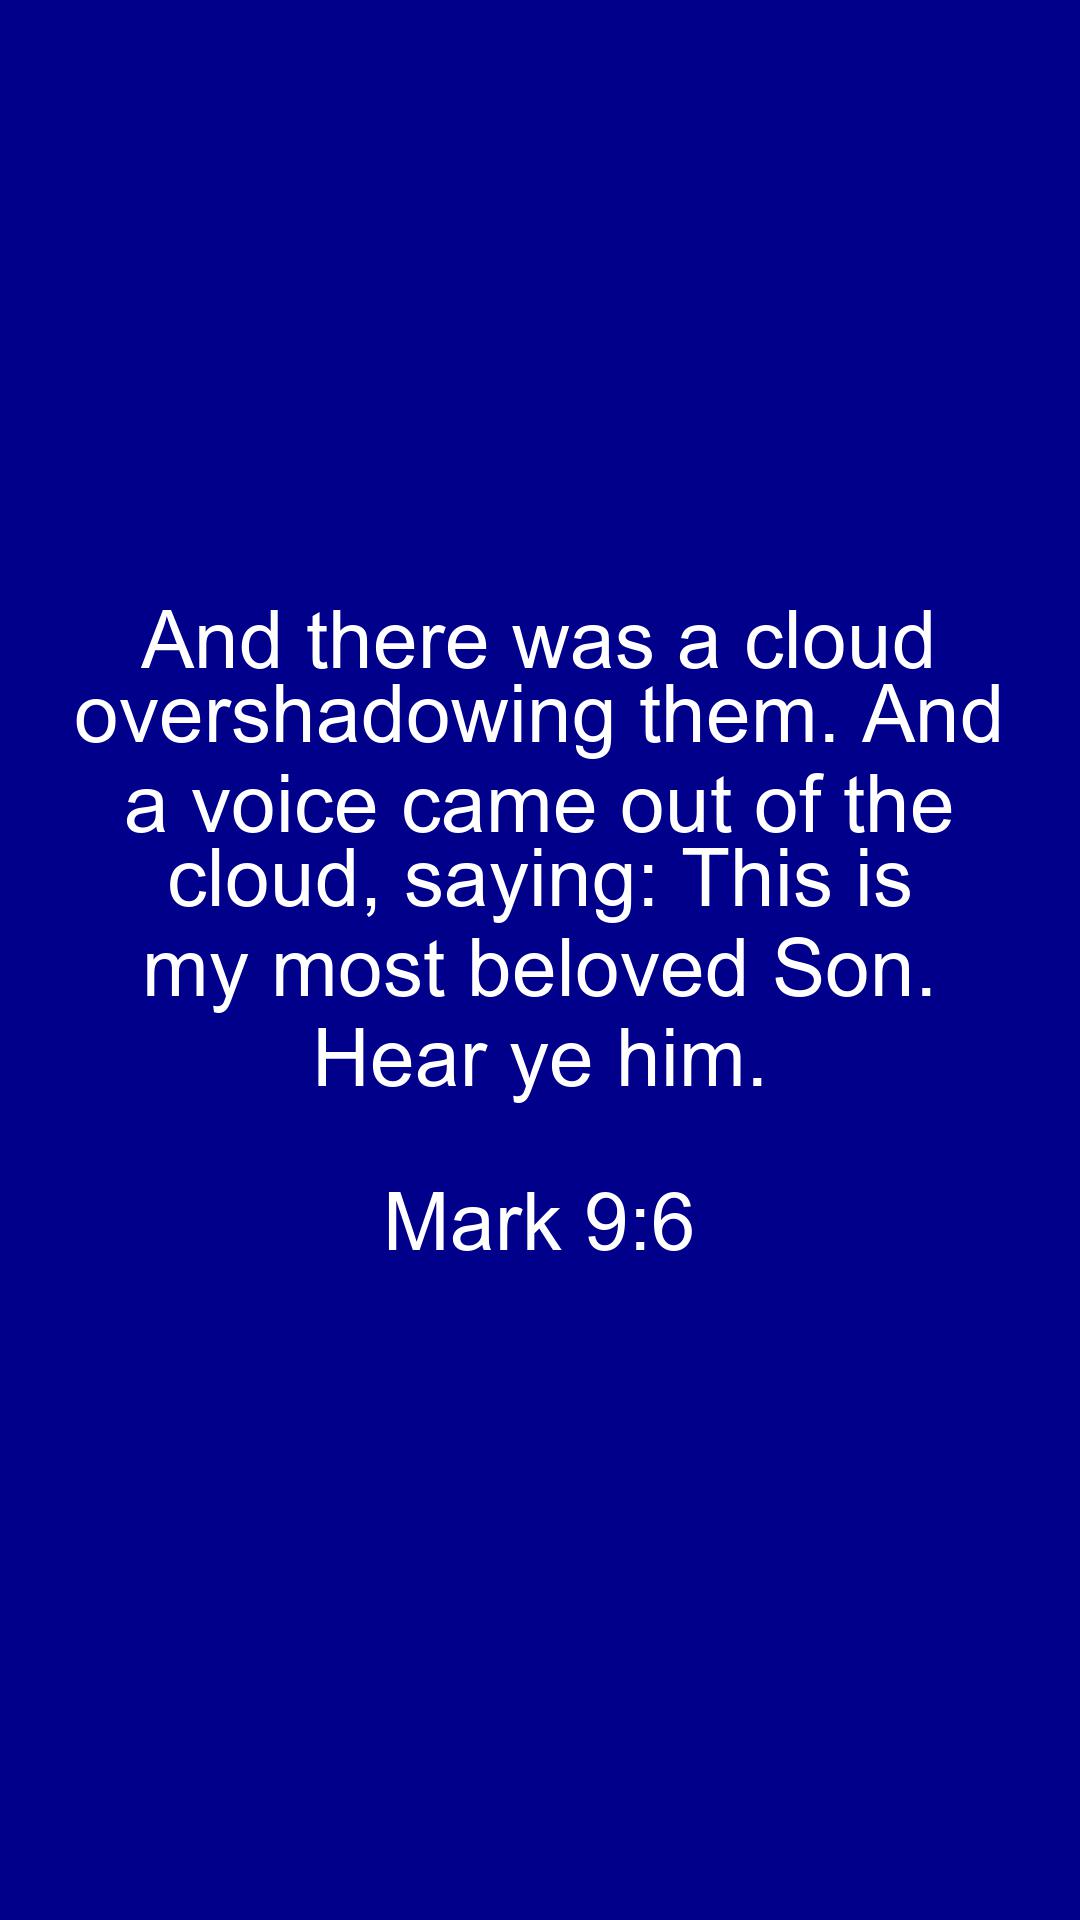 And there was a cloud
overshadowing them. And
a voice came out of the
cloud, saying: This is
my most beloved Son.
Hear ye him.
Mark 9:6